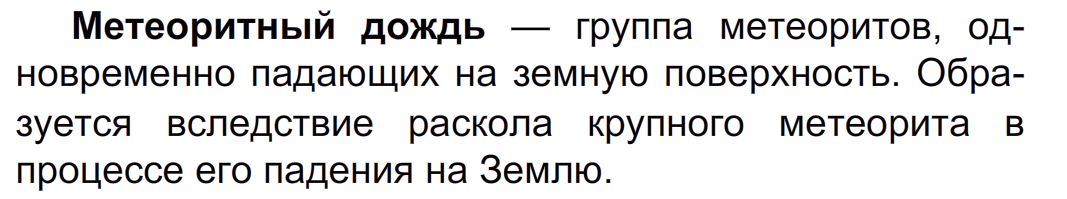 Метеоритный дождь — группа метеоритов, од-
новременно падающих на земную поверхность. Обра-
зуется вследствие раскола крупного метеорита в
процессе его падения на Землю.